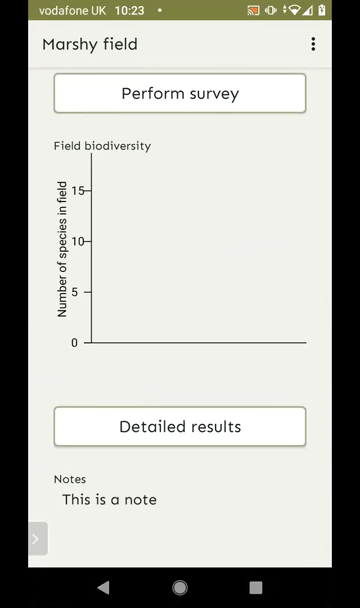 vodafone UK 10:23
Marshy field
Perform survey
Field biodiversity
Number of species in field
15
10
5
0
Detailed results
Notes
This is a note